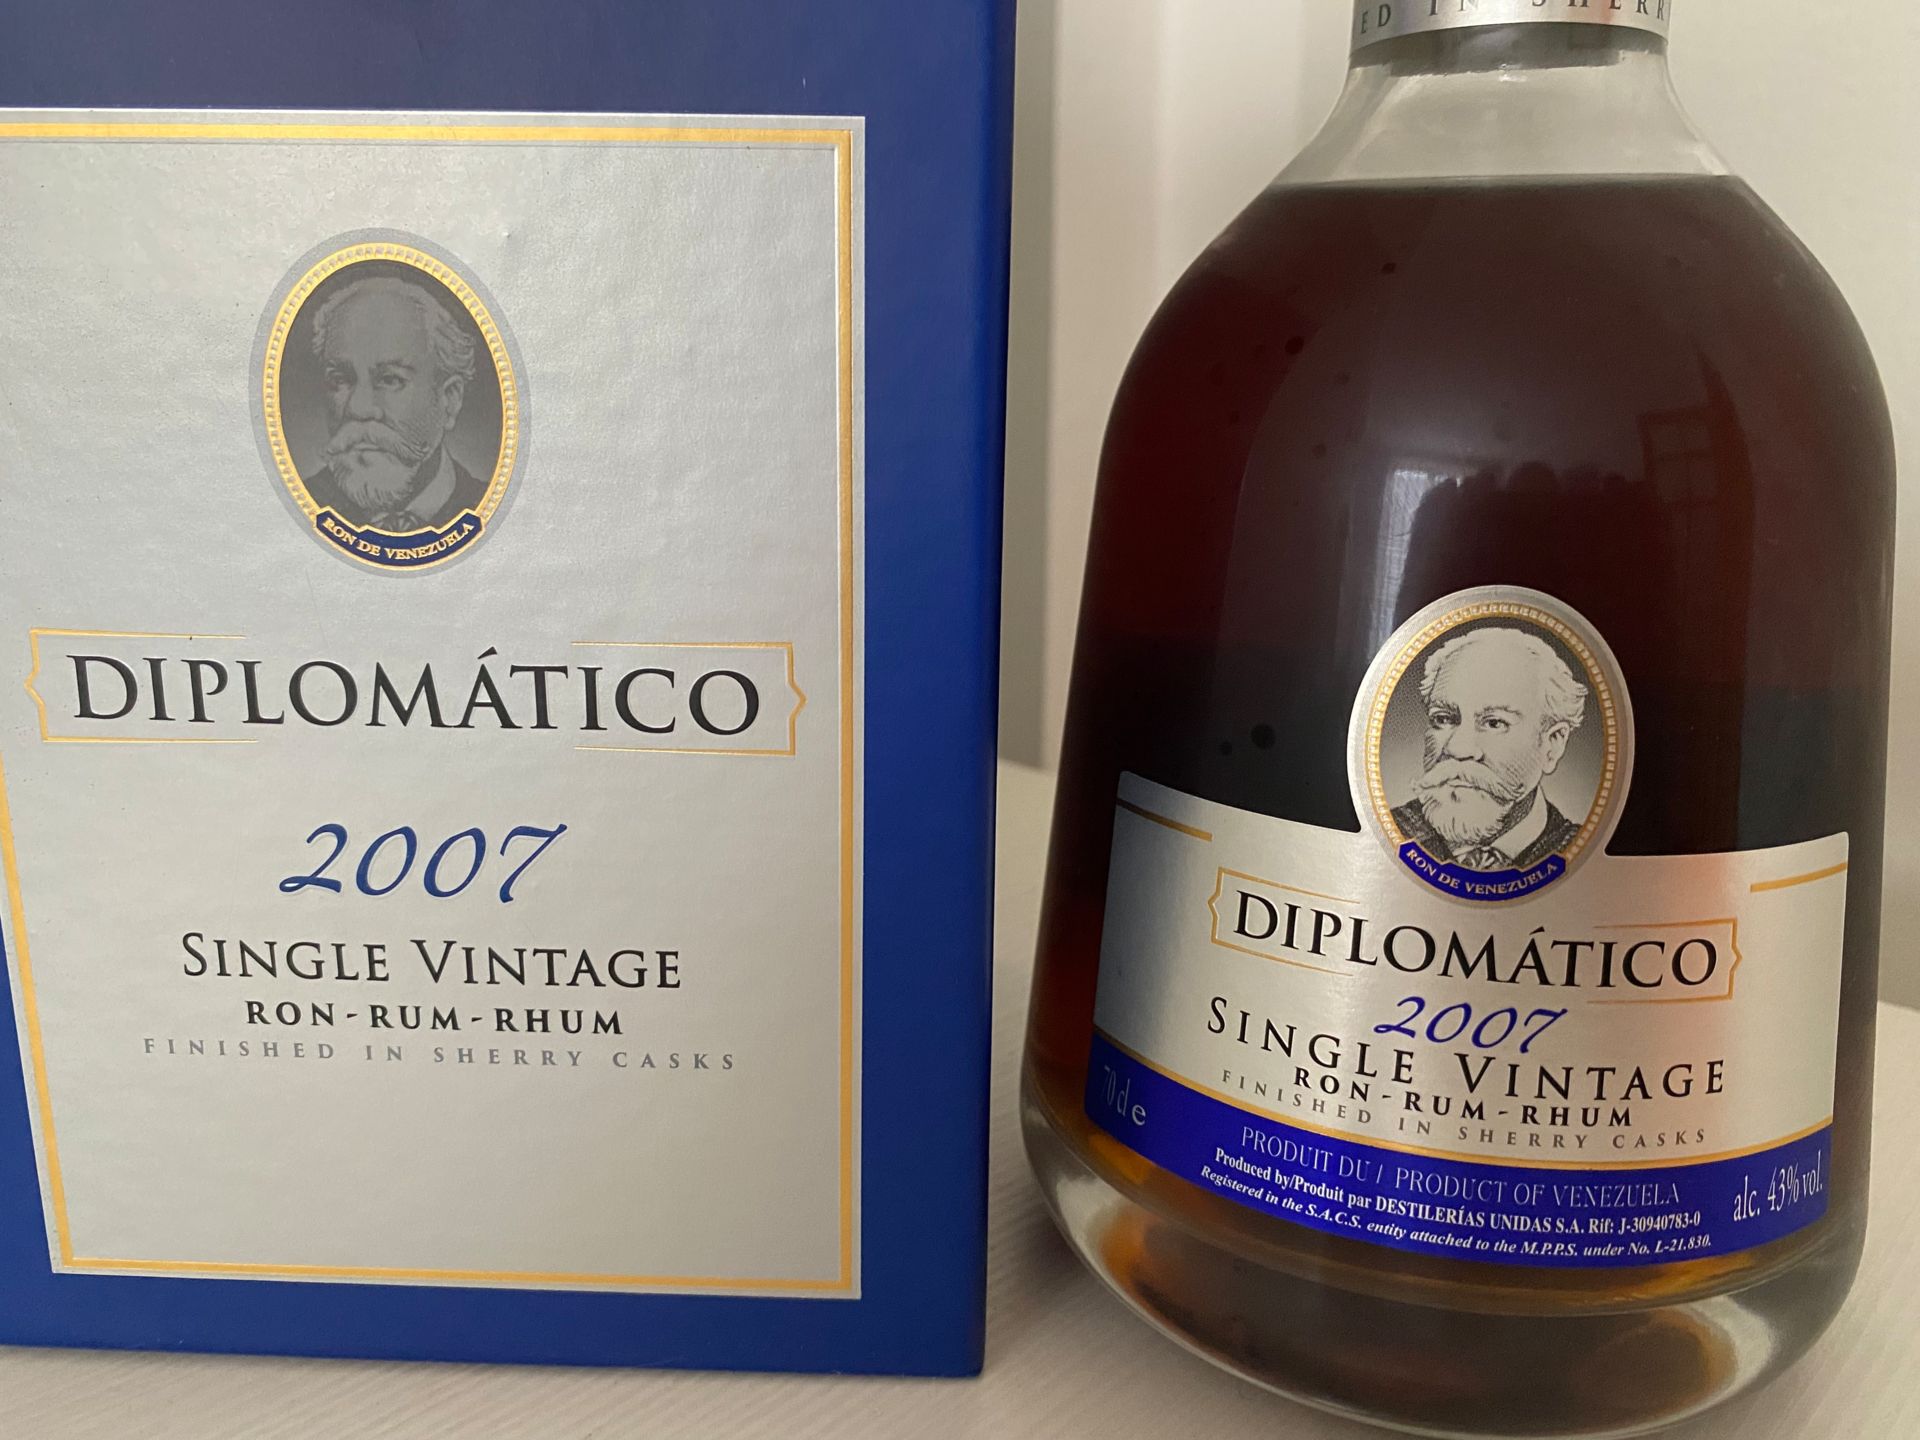 RON DE VENEZUELA
DIPLOMÁTICO
2007
SINGLE VINTAGE
RON-RUM-RHUM
FINISHED IN SHERRY CASKS
ED IN SHERR
RON DE VENEZUELA
DIPLOMÁTICO
2007
SINGLE VINTAGE
RON-RUM-RHUM
FINISHED IN SHERRY CASKS
70cl e
PRODUIT DU / PRODUCT OF VENEZUELA
Produced by/Produit par DESTILERÍAS UNIDAS S.A. Rif: J-30940783-0
Registered in the S.A.C.S. entity attached to the M.P.P.S. under No. L-21.830.
alc. 43% vol.